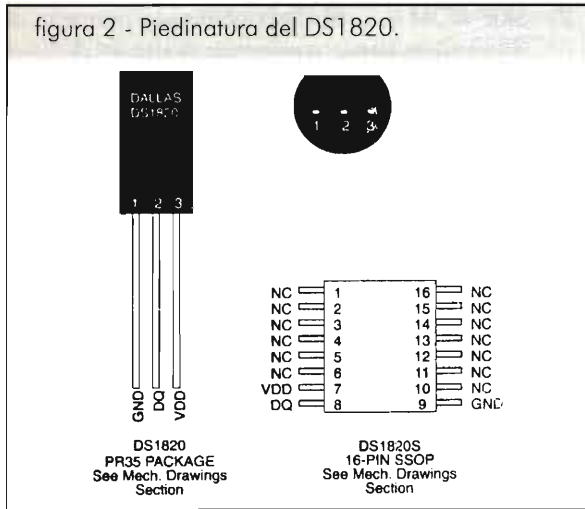 figura 2 - Piedinatura del DS1820.
DALLAS
DS1820
1 2 3
GND
DQ
VDD
DS1820
PR35 PACKAGE
See Mech. Drawings
Section
1 2 3
NC 1 16 NC
NC 2 15 NC
NC 3 14 NC
NC 4 13 NC
NC 5 12 NC
NC 6 11 NC
VDD 7 10 NC
DQ 8 9 GND
DS1820S
16-PIN SSOP
See Mech. Drawings
Section